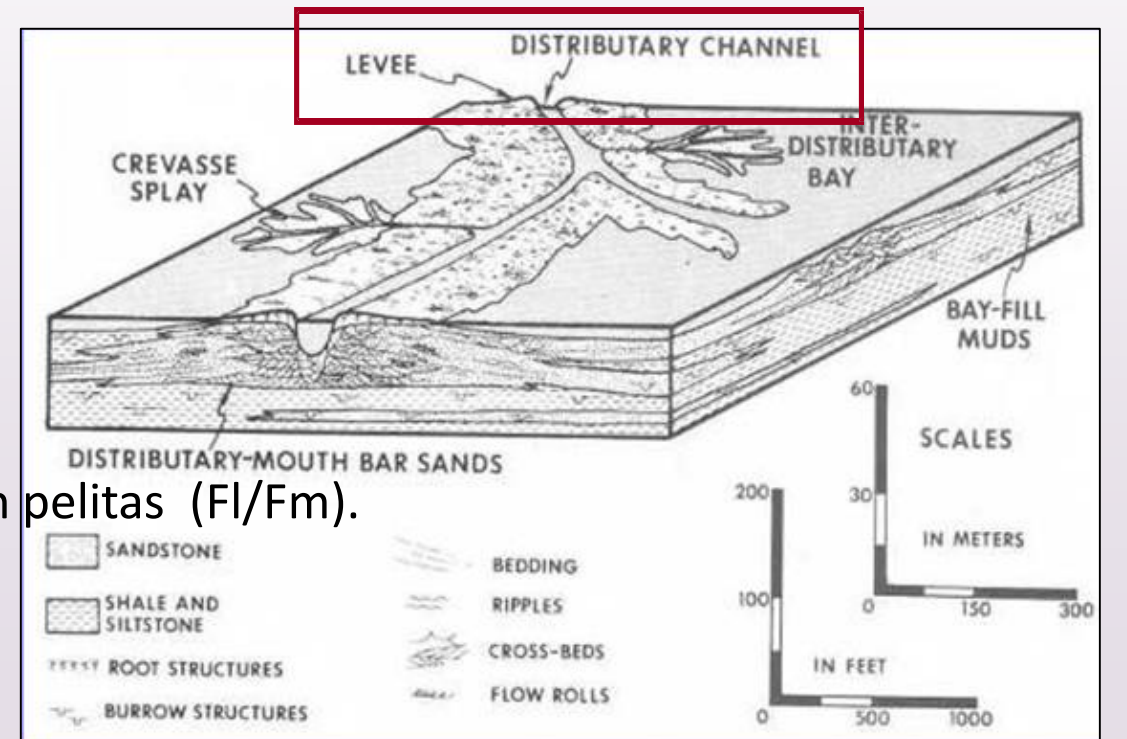 DISTRIBUTARY CHANNEL
LEVEE
CREVASSE
SPLAY
INTER-
DISTRIBUTARY
BAY
BAY-FILL
MUDS
DISTRIBUTARY-MOUTH BAR SANDS
pelitas (Fl/Fm).
SANDSTONE
SHALE AND
SILTSTONE
ROOT STRUCTURES
BURROW STRUCTURES
BEDDING
RIPPLES
CROSS-BEDS
FLOW ROLLS
SCALES
60
30
IN METERS
0 150 300
200
100
IN FEET
0 500 1000